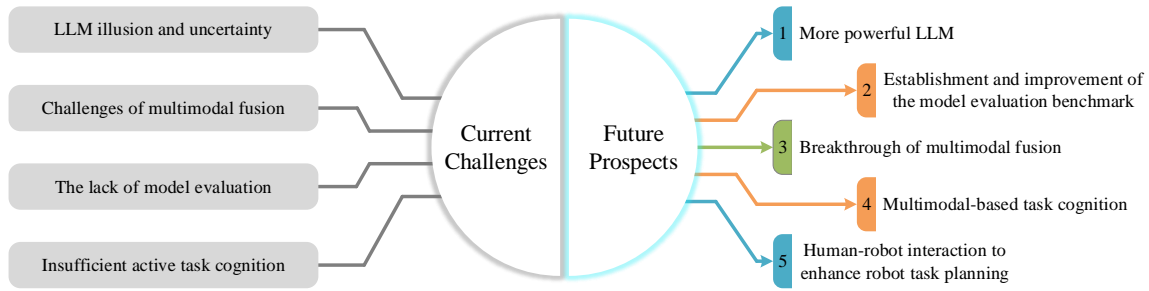 LLM illusion and uncertainty
Challenges of multimodal fusion
The lack of model evaluation
Insufficient active task cognition
Current
Challenges
Future
Prospects
1 More powerful LLM
2 Establishment and improvement of
the model evaluation benchmark
3 Breakthrough of multimodal fusion
4 Multimodal-based task cognition
5 Human-robot interaction to
enhance robot task planning